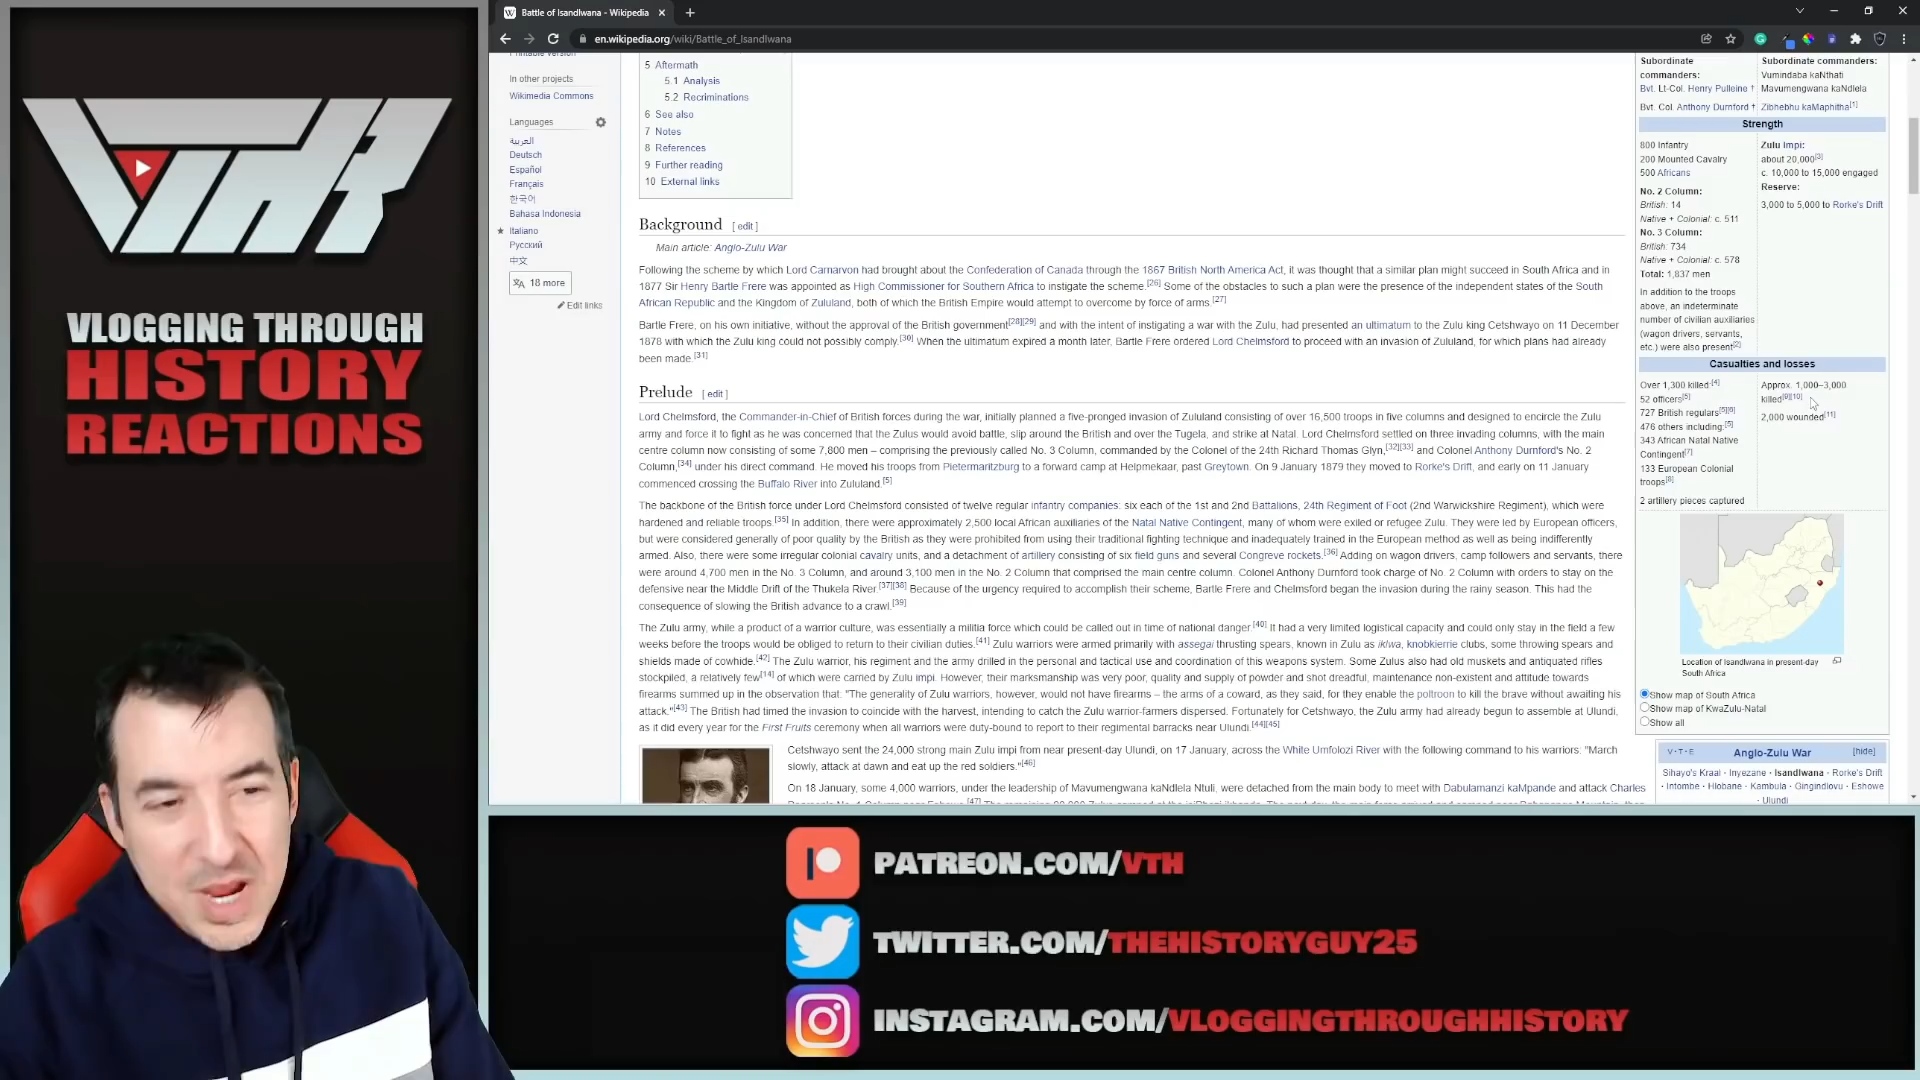 VTHR
VLOGGING THROUGH
HISTORY
REACTIONS
Battle of Isandlwana - Wikipedia
en.wikipedia.org/wiki/Battle_of_Isandlwana
Printable version
In other projects
Wikimedia Commons
Languages
العربية
Deutsch
Español
Français
한국어
Bahasa Indonesia
Italiano
Русский
中文
18 more
Edit links
5 Aftermath
5.1 Analysis
5.2 Recriminations
6 See also
7 Notes
8 References
9 Further reading
10 External links
Background [ edit ]
Main article: Anglo-Zulu War
Following the scheme by which Lord Carnarvon had brought about the Confederation of Canada through the 1867 British North America Act, it was thought that a similar plan might succeed in South Africa and in
1877 Sir Henry Bartle Frere was appointed as High Commissioner for Southern Africa to instigate the scheme.[26] Some of the obstacles to such a plan were the presence of the independent states of the South
African Republic and the Kingdom of Zululand, both of which the British Empire would attempt to overcome by force of arms.[27]
Bartle Frere, on his own initiative, without the approval of the British government[28][29] and with the intent of instigating a war with the Zulu, had presented an ultimatum to the Zulu king Cetshwayo on 11 December
1878 with which the Zulu king could not possibly comply.[30] When the ultimatum expired a month later, Bartle Frere ordered Lord Chelmsford to proceed with an invasion of Zululand, for which plans had already
been made.[31]
Prelude [ edit ]
Lord Chelmsford, the Commander-in-Chief of British forces during the war, initially planned a five-pronged invasion of Zululand consisting of over 16,500 troops in five columns and designed to encircle the Zulu
army and force it to fight as he was concerned that the Zulus would avoid battle, slip around the British and over the Tugela, and strike at Natal. Lord Chelmsford settled on three invading columns, with the main
centre column now consisting of some 7,800 men – comprising the previously called No. 3 Column, commanded by the Colonel of the 24th Richard Thomas Glyn,[32][33] and Colonel Anthony Durnford's No. 2
Column,[34] under his direct command. He moved his troops from Pietermaritzburg to a forward camp at Helpmekaar, past Greytown. On 9 January 1879 they moved to Rorke's Drift, and early on 11 January
commenced crossing the Buffalo River into Zululand.[5]
The backbone of the British force under Lord Chelmsford consisted of twelve regular infantry companies: six each of the 1st and 2nd Battalions, 24th Regiment of Foot (2nd Warwickshire Regiment), which were
hardened and reliable troops.[35] In addition, there were approximately 2,500 local African auxiliaries of the Natal Native Contingent, many of whom were exiled or refugee Zulu. They were led by European officers,
but were considered generally of poor quality by the British as they were prohibited from using their traditional fighting technique and inadequately trained in the European method as well as being indifferently
armed. Also, there were some irregular colonial cavalry units, and a detachment of artillery consisting of six field guns and several Congreve rockets.[36] Adding on wagon drivers, camp followers and servants, there
were around 4,700 men in the No. 3 Column, and around 3,100 men in the No. 2 Column that comprised the main centre column. Colonel Anthony Durnford took charge of No. 2 Column with orders to stay on the
defensive near the Middle Drift of the Thukela River.[37][38] Because of the urgency required to accomplish their scheme, Bartle Frere and Chelmsford began the invasion during the rainy season. This had the
consequence of slowing the British advance to a crawl.[39]
The Zulu army, while a product of a warrior culture, was essentially a militia force which could be called out in time of national danger.[40] It had a very limited logistical capacity and could only stay in the field a few
weeks before the troops would be obliged to return to their civilian duties.[41] Zulu warriors were armed primarily with assegai thrusting spears, known in Zulu as iklwa, knobkierrie clubs, some throwing spears and
shields made of cowhide.[42] The Zulu warrior, his regiment and the army drilled in the personal and tactical use and coordination of this weapons system. Some Zulus also had old muskets and antiquated rifles
stockpiled, a relatively few[14] of which were carried by Zulu impi. However, their marksmanship was very poor, quality and supply of powder and shot dreadful, maintenance non-existent and attitude towards
firearms summed up in the observation that: "The generality of Zulu warriors, however, would not have firearms – the arms of a coward, as they said, for they enable the poltroon to kill the brave without awaiting his
attack."[43] The British had timed the invasion to coincide with the harvest, intending to catch the Zulu warrior-farmers dispersed. Fortunately for Cetshwayo, the Zulu army had already begun to assemble at Ulundi,
as it did every year for the First Fruits ceremony when all warriors were duty-bound to report to their regimental barracks near Ulundi.[44][45]
Cetshwayo sent the 24,000 strong main Zulu impi from near present-day Ulundi, on 17 January, across the White Umfolozi River with the following command to his warriors: "March
slowly, attack at dawn and eat up the red soldiers."[46]
On 18 January, some 4,000 warriors, under the leadership of Mavumengwana kaNdlela Ntuli, were detached from the main body to meet with Dabulamanzi kaMpande and attack Charles
Subordinate commanders:
Bvt. Lt-Col. Henry Pulleine †
Bvt. Col. Anthony Durnford †
Subordinate commanders:
Vumindaba kaNthati
Mavumengwana kaNdlela
Zibhebhu kaMaphitha[1]
Strength
800 Infantry
200 Mounted Cavalry
500 Africans
No. 2 Column:
British: 14
Native + Colonial: c. 511
No. 3 Column:
British: 734
Native + Colonial: c. 578
Total: 1,837 men
In addition to the troops
above, an indeterminate
number of civilian auxiliaries
(wagon drivers, servants,
etc.) were also present[2]
Zulu Impi:
about 20,000[3]
c. 10,000 to 15,000 engaged
Reserve:
3,000 to 5,000 to Rorke's Drift
Casualties and losses
Over 1,300 killed:[4]
52 officers[5]
727 British regulars[5][6]
476 others including:[5]
343 African Natal Native
Contingent[7]
133 European Colonial
troops[8]
2 artillery pieces captured
Approx. 1,000–3,000
killed[9][10]
2,000 wounded[11]
Location of Isandlwana in present-day
South Africa
Show map of South Africa
Show map of KwaZulu-Natal
Show all
V · T · E Anglo-Zulu War [hide]
Sihayo's Kraal · Inyezane · Isandlwana · Rorke's Drift
· Intombe · Hlobane · Kambula · Gingindlovu · Eshowe
· Ulundi
PATREON.COM/VTH
TWITTER.COM/THEHISTORYGUY25
INSTAGRAM.COM/VLOGGINGTHROUGHHISTORY